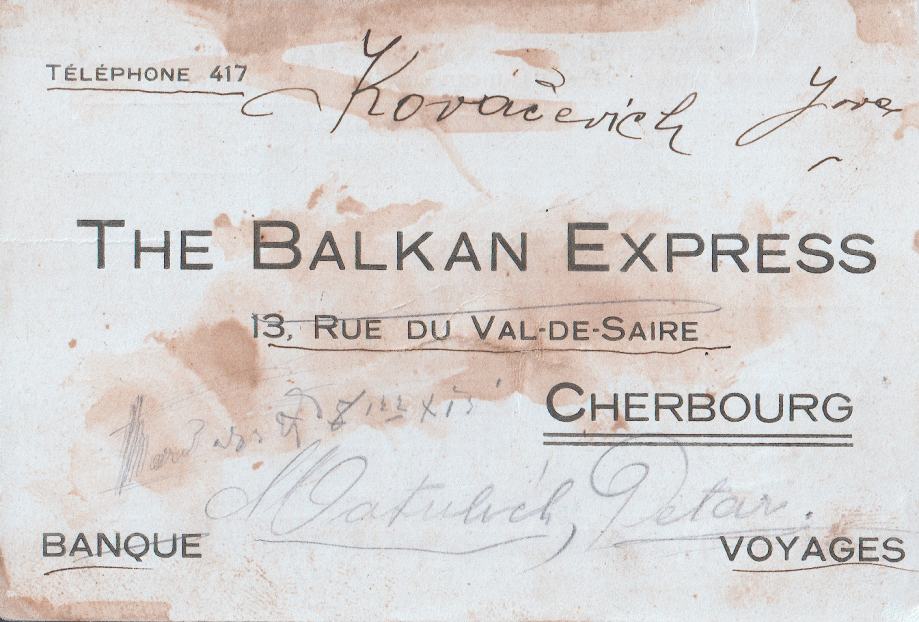 TÉLÉPHONE 417
Kovačevich
THE BALKAN EXPRESS
13, RUE DU VAL-DE-SAIRE
CHERBOURG
Matulich, Petar.
BANQUE
VOYAGES